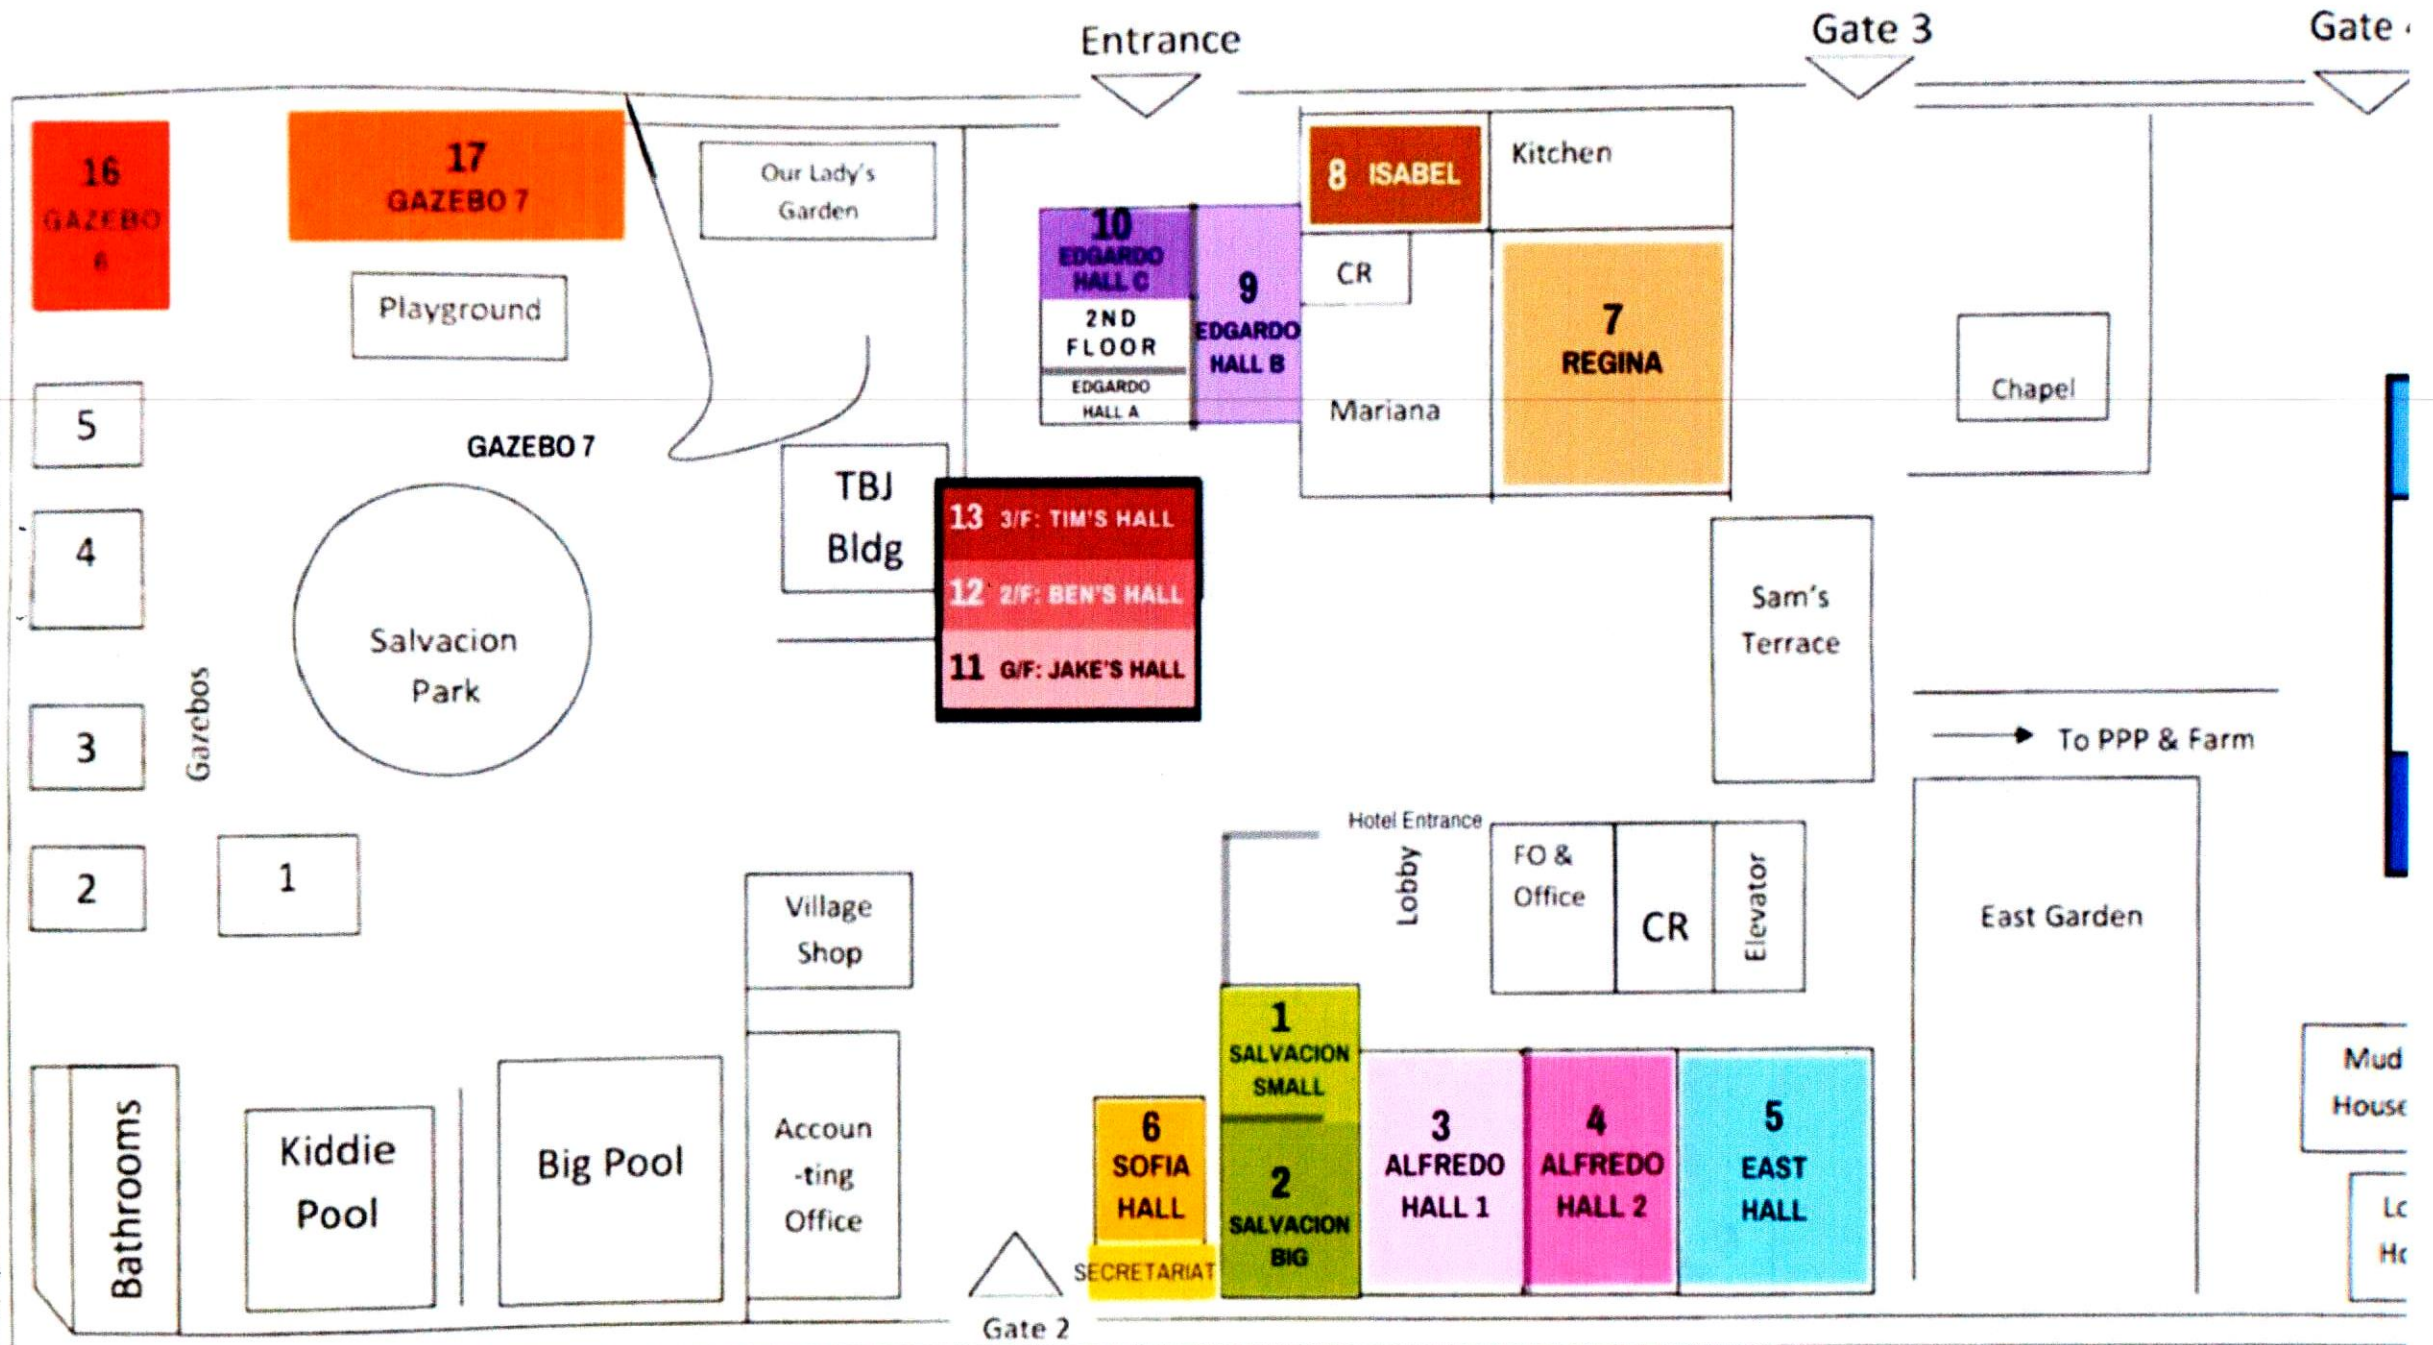 Entrance
Gate 3
Gate
16
GAZEBO
6
17
GAZEBO 7
Our Lady's
Garden
8 ISABEL
Kitchen
10
EDGARDO
HALL C
2ND
FLOOR
EDGARDO
HALL A
9
EDGARDO
HALL B
CR
Mariana
7
REGINA
Playground
Chapel
5
GAZEBO 7
4
TBJ
Bldg
13 3/F: TIM'S HALL
12 2/F: BEN'S HALL
11 G/F: JAKE'S HALL
Salvacion
Park
Sam's
Terrace
3
Gazebos
To PPP & Farm
2
1
Hotel Entrance
Lobby
FO &
Office
CR
Elevator
East Garden
Village
Shop
Bathrooms
Kiddie
Pool
Big Pool
Accoun
-ting
Office
6
SOFIA
HALL
SECRETARIAT
1
SALVACION
SMALL
2
SALVACION
BIG
3
ALFREDO
HALL 1
4
ALFREDO
HALL 2
5
EAST
HALL
Mud
House
Gate 2